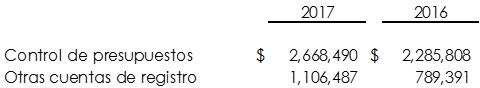 2017 2016
Control de presupuestos $ 2,668,490 $ 2,285,808
Otras cuentas de registro 1,106,487 789,391